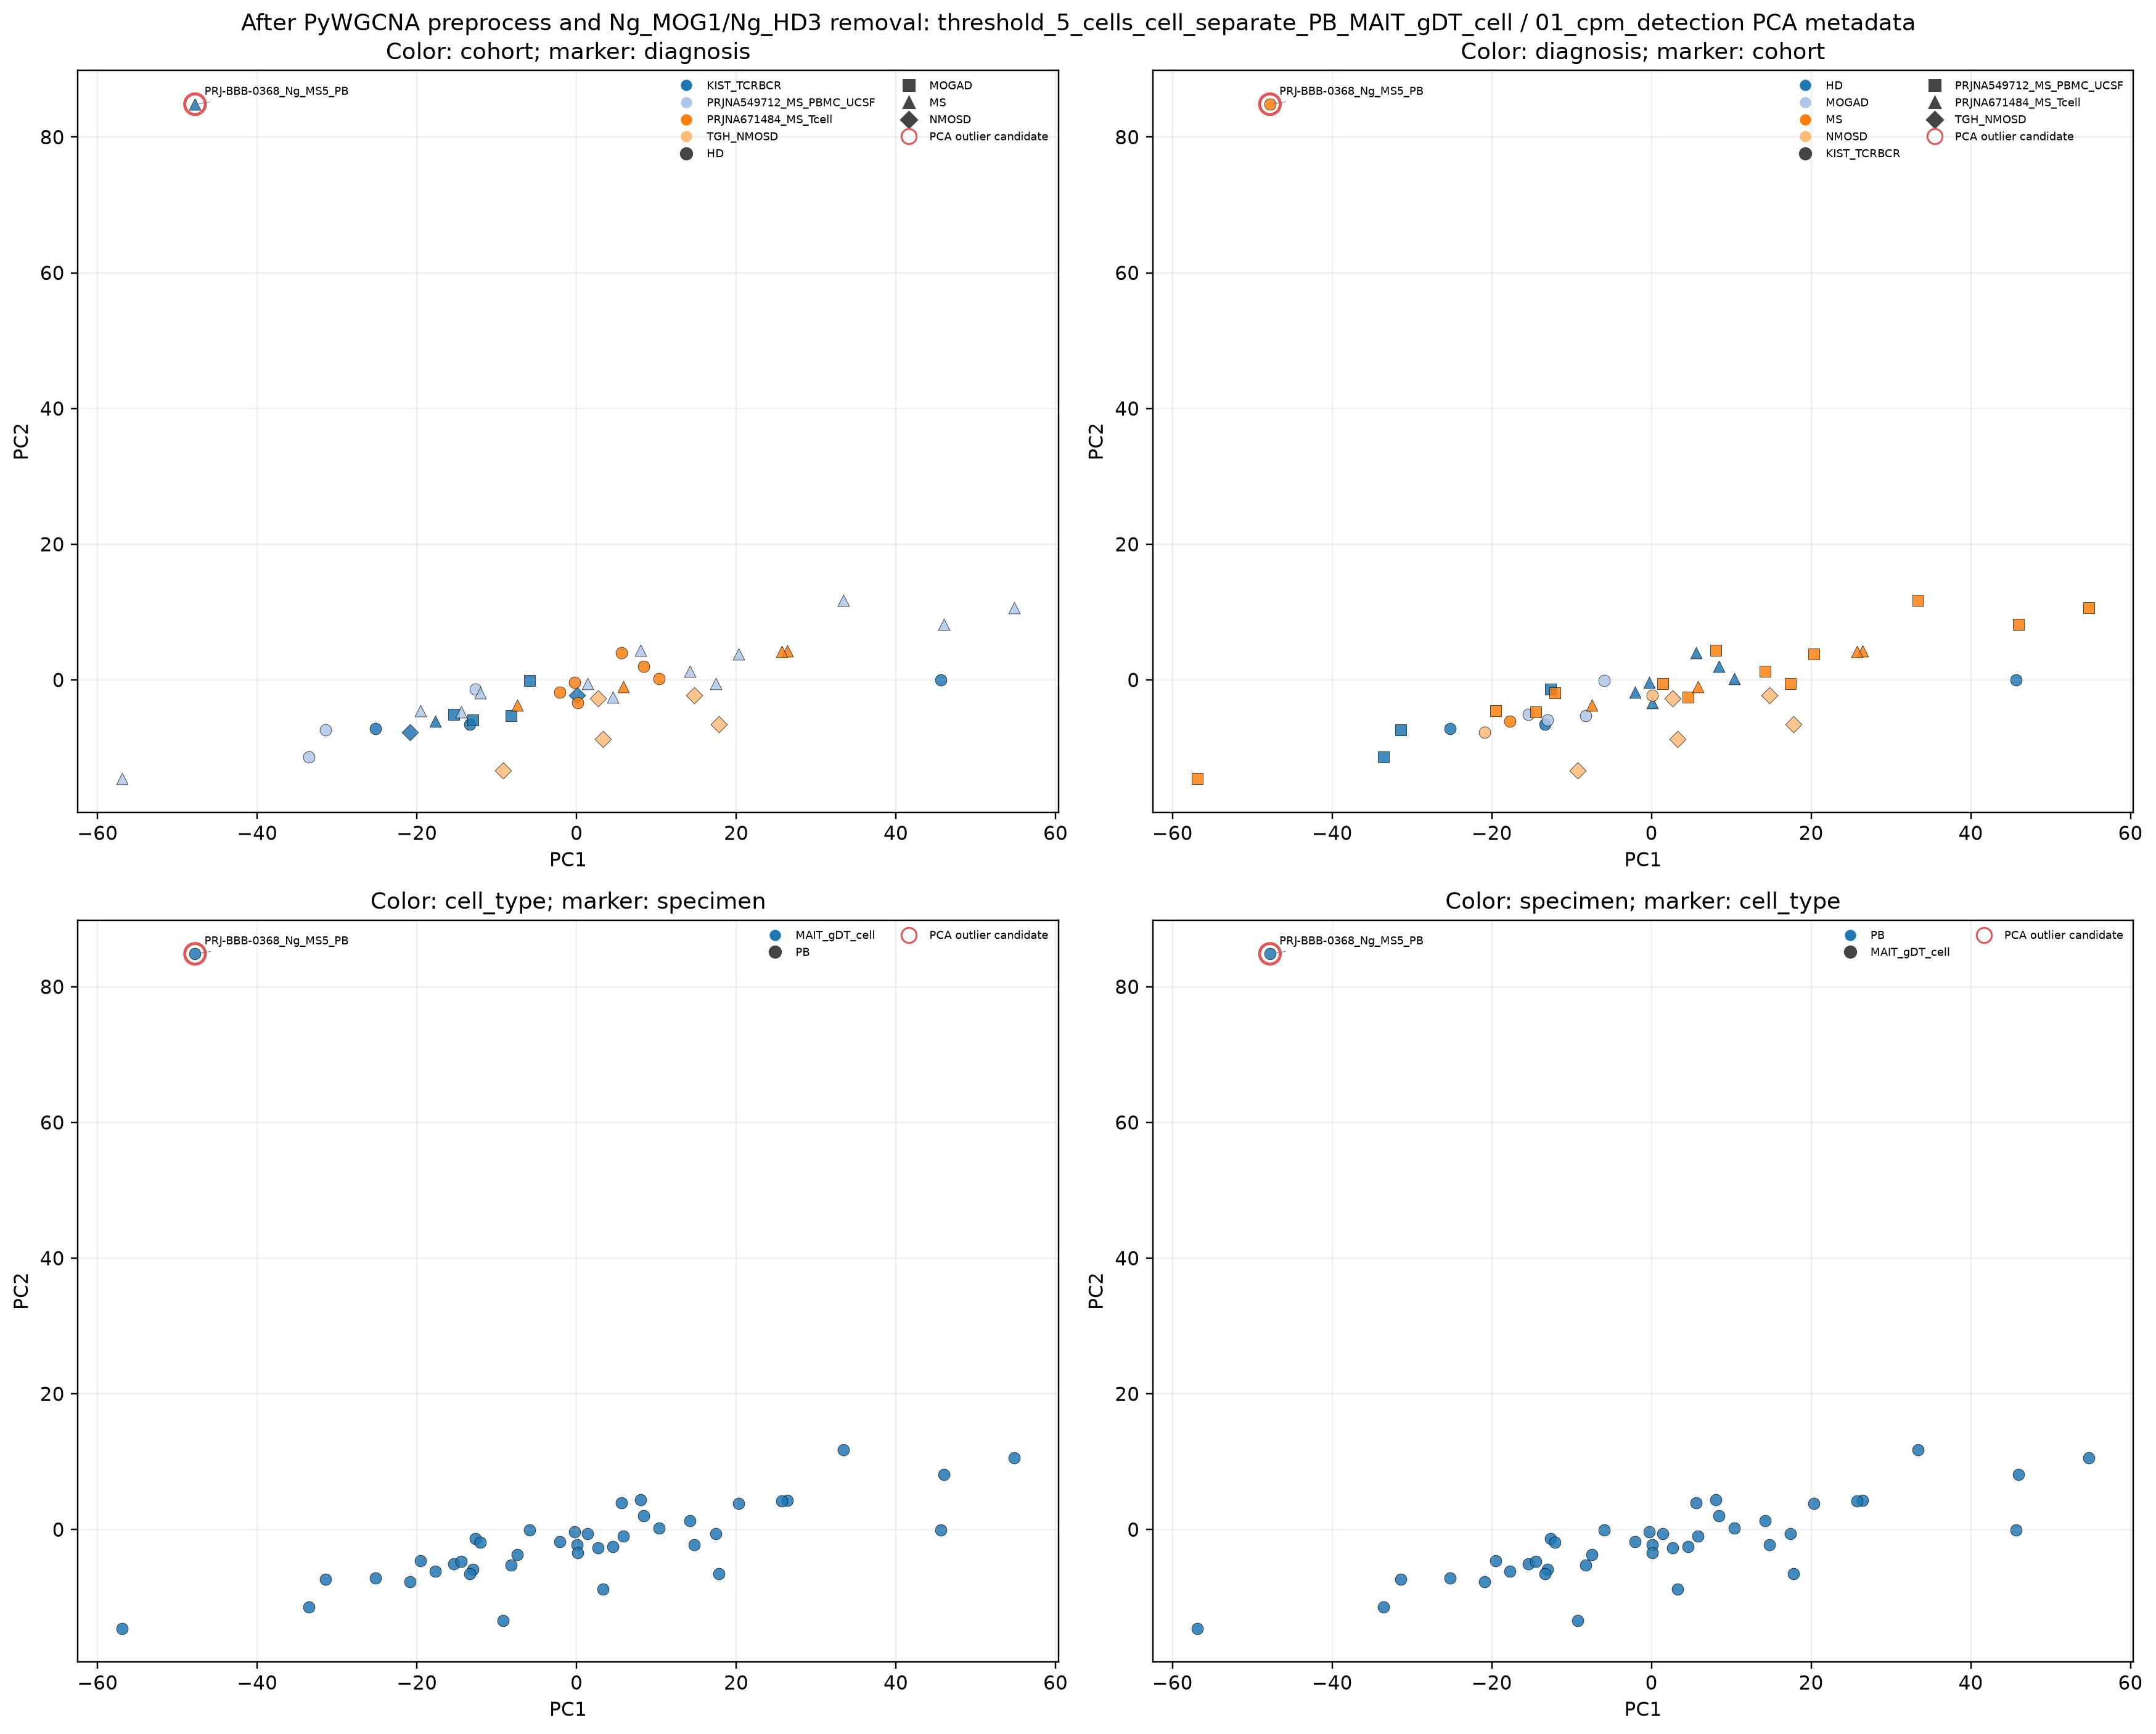 After PyWGCNA preprocess and Ng_MOG1/Ng_HD3 removal: threshold_5_cells_cell_separate_PB_MAIT_gDT_cell / 01_cpm_detection PCA metadata
Color: cohort; marker: diagnosis
PRJ-BBB-0368_Ng_MS5_PB
KIST_TCRBCR
PRJNA549712_MS_PBMC_UCSF
PRJNA671484_MS_Tcell
TGH_NMOSD
HD
MOGAD
MS
NMOSD
PCA outlier candidate
PC2
80
60
40
20
0
−60 −40 −20 0 20 40 60
PC1
Color: diagnosis; marker: cohort
PRJ-BBB-0368_Ng_MS5_PB
HD
MOGAD
MS
NMOSD
KIST_TCRBCR
PRJNA549712_MS_PBMC_UCSF
PRJNA671484_MS_Tcell
TGH_NMOSD
PCA outlier candidate
PC2
80
60
40
20
0
−60 −40 −20 0 20 40 60
PC1
Color: cell_type; marker: specimen
PRJ-BBB-0368_Ng_MS5_PB
MAIT_gDT_cell
PB
PCA outlier candidate
PC2
80
60
40
20
0
−60 −40 −20 0 20 40 60
PC1
Color: specimen; marker: cell_type
PRJ-BBB-0368_Ng_MS5_PB
PB
MAIT_gDT_cell
PCA outlier candidate
PC2
80
60
40
20
0
−60 −40 −20 0 20 40 60
PC1